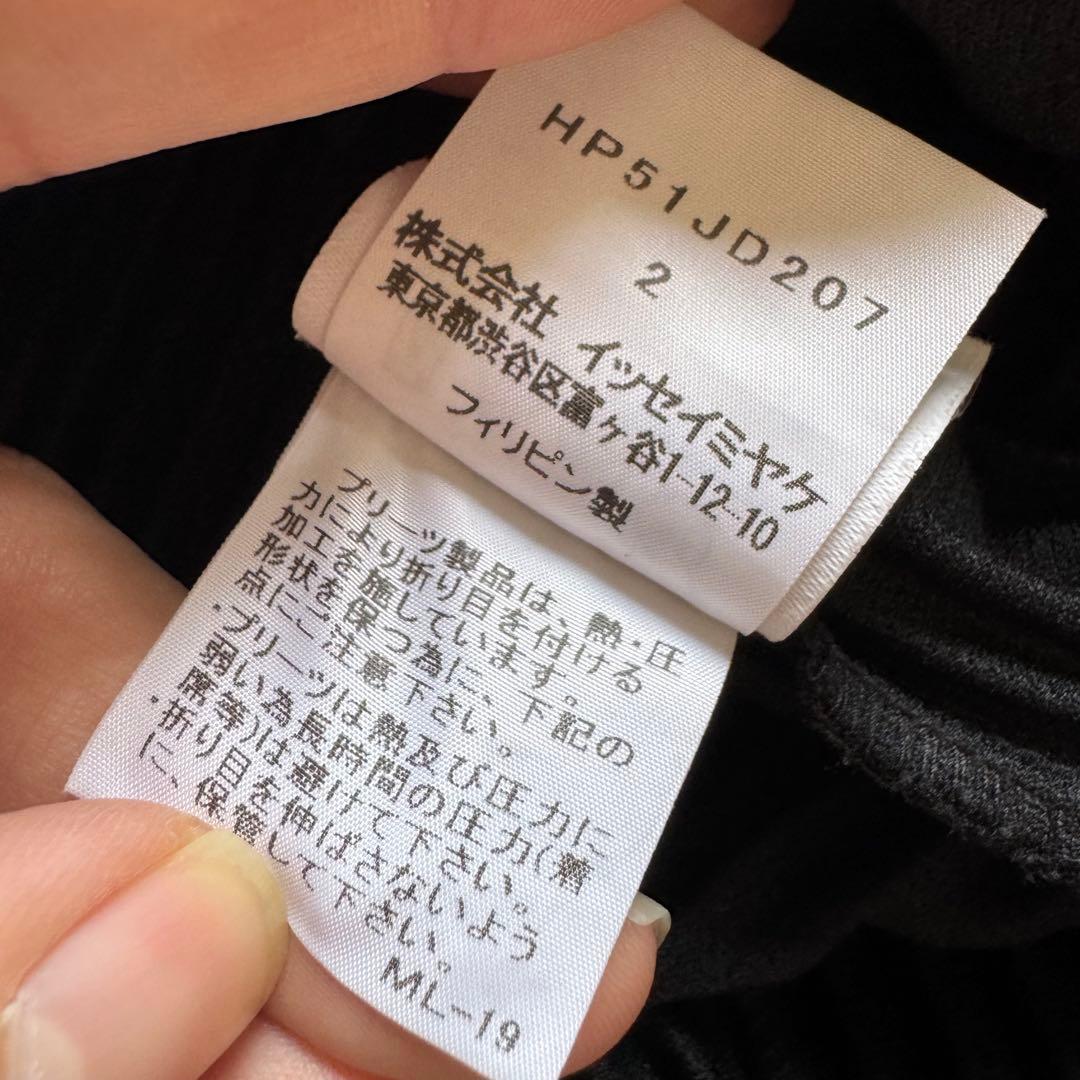 HP51JD207
2
株式会社 イッセイミヤケ
東京都渋谷区富ヶ谷1-12-10
フィリピン製
プリーツ製品は、熱・圧
力により折り目を付ける
加工を施しています。
形状を保つ為に、下記の
点にご注意下さい。
・プリーツは熱及び圧力に
弱い為長時間の圧力(着
席等)は避けて下さい。
・折り目を伸ばさないよう
に、保管して下さい。
ML-19